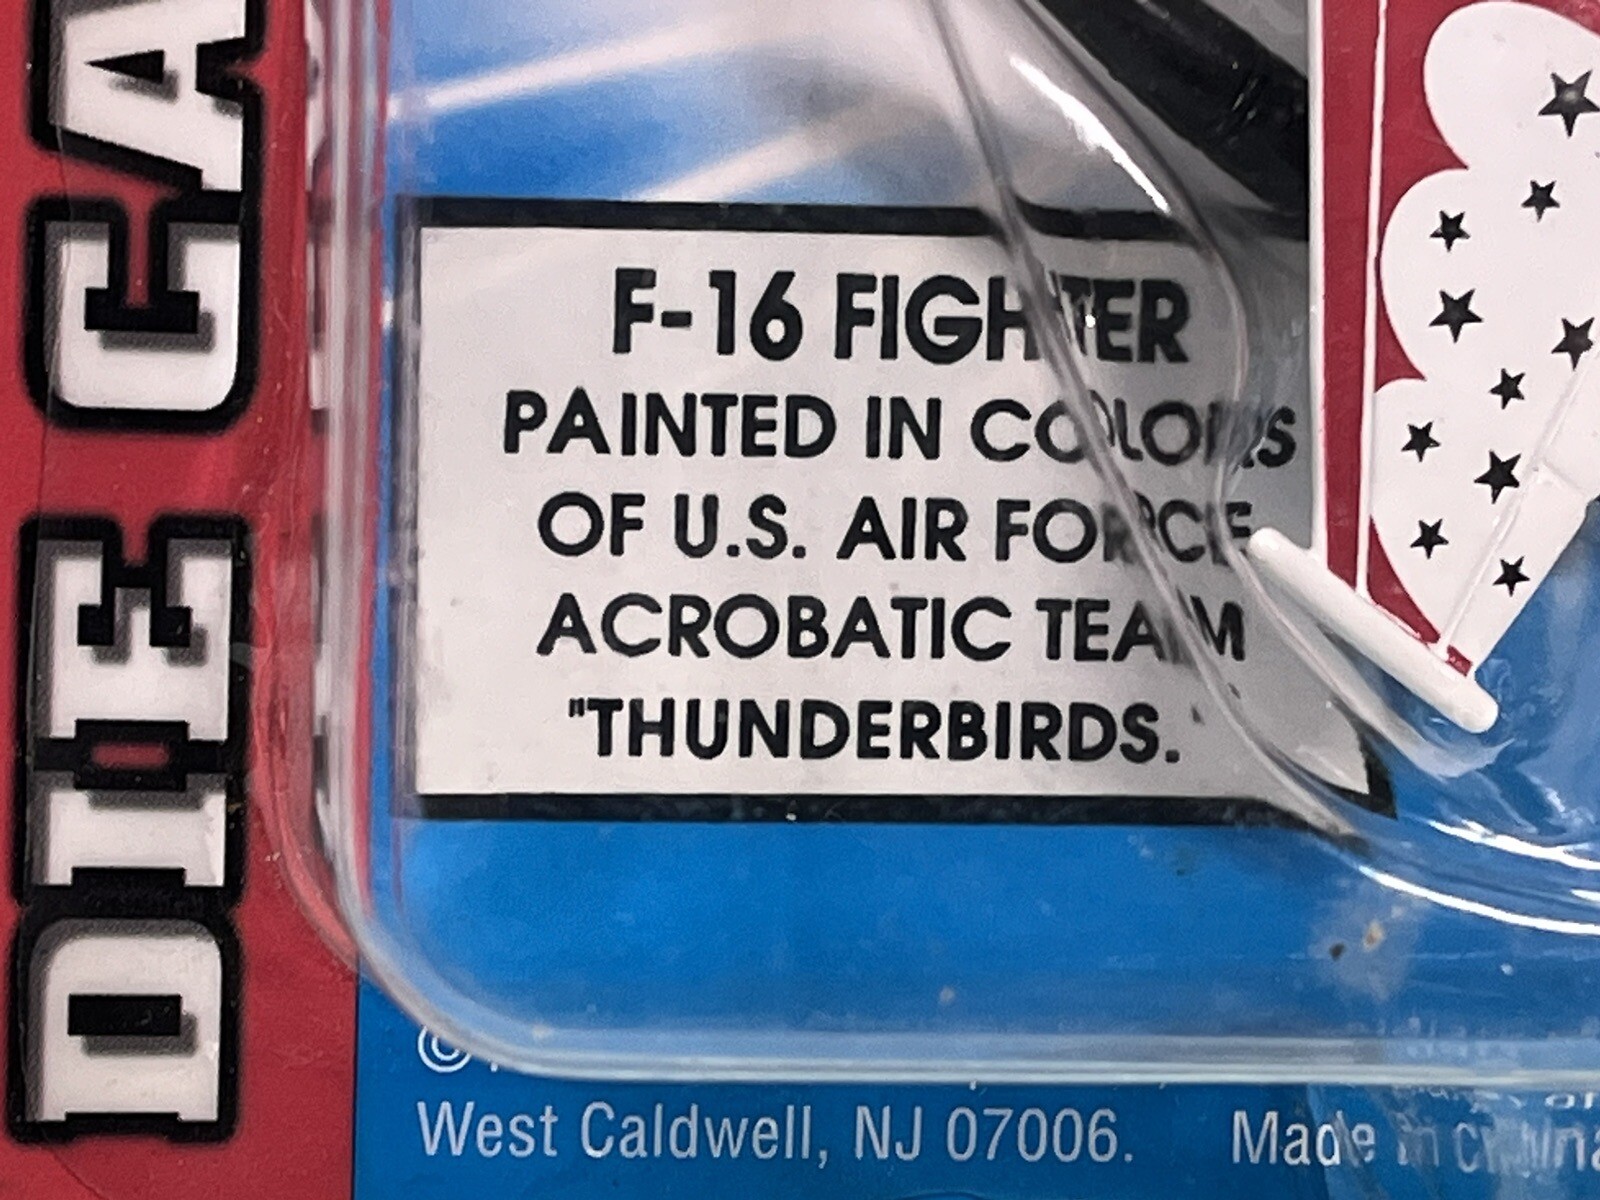 DIE CA
F-16 FIGHTER
PAINTED IN COLORS
OF U.S. AIR FORCE
ACROBATIC TEAM
"THUNDERBIRDS."
©
West Caldwell, NJ 07006. Made in China